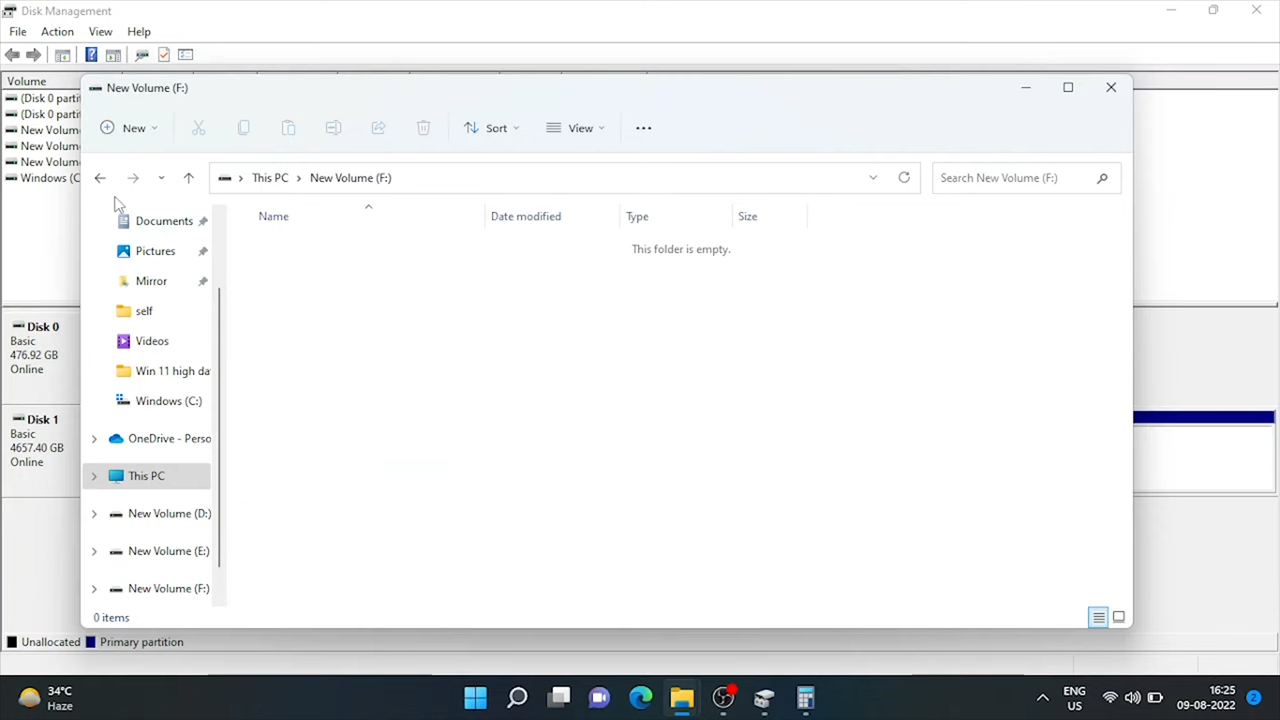 Disk Management
File Action View Help
Volume
(Disk 0 parti
(Disk 0 parti
New Volum
New Volum
New Volum
Windows (C
Disk 0
Basic
476.92 GB
Online
Disk 1
Basic
4657.40 GB
Online
Unallocated Primary partition
New Volume (F:)
New Sort View
This PC New Volume (F:) Search New Volume (F:)
Documents
Pictures
Mirror
self
Videos
Win 11 high da
Windows (C:)
OneDrive - Perso
This PC
New Volume (D:)
New Volume (E:)
New Volume (F:)
Name Date modified Type Size
This folder is empty.
0 items
34°C
Haze
ENG
US
16:25
09-08-2022
2